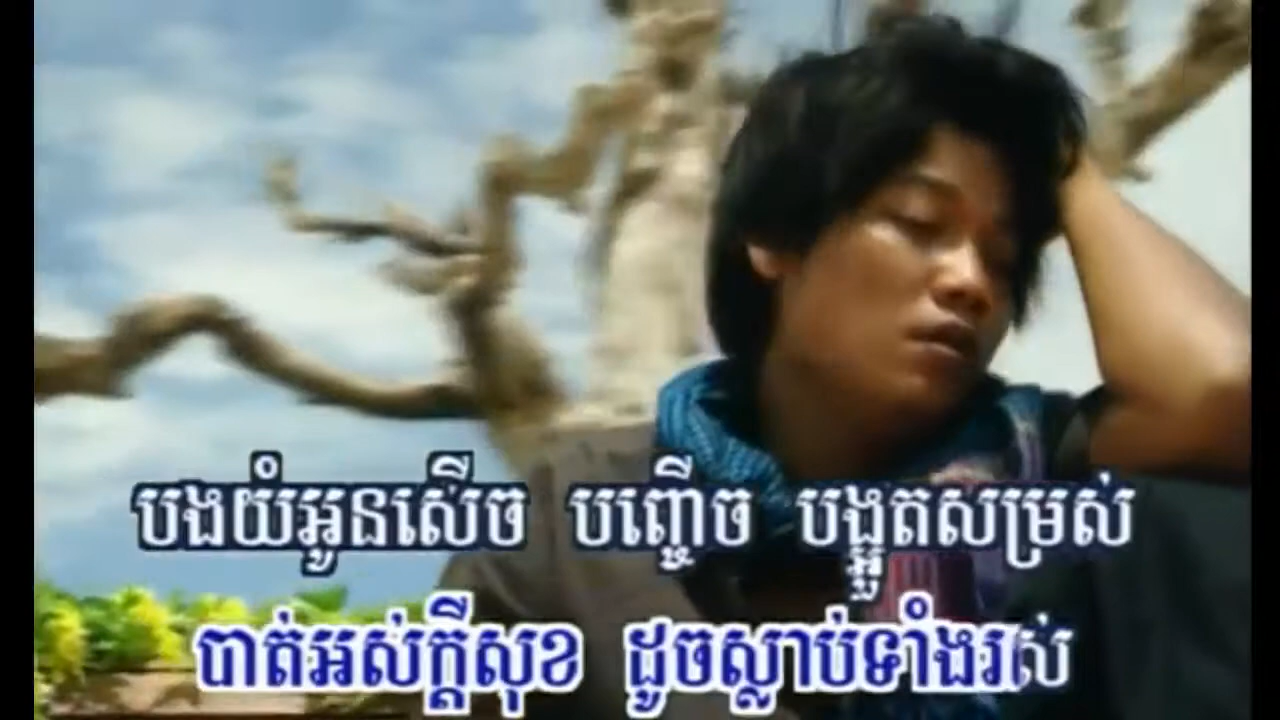 បងយំអូនសើច បញ្ចើច បង្អួតសម្រស់
បាត់អស់ក្ដីសុខ ដូចស្លាប់ទាំងរស់